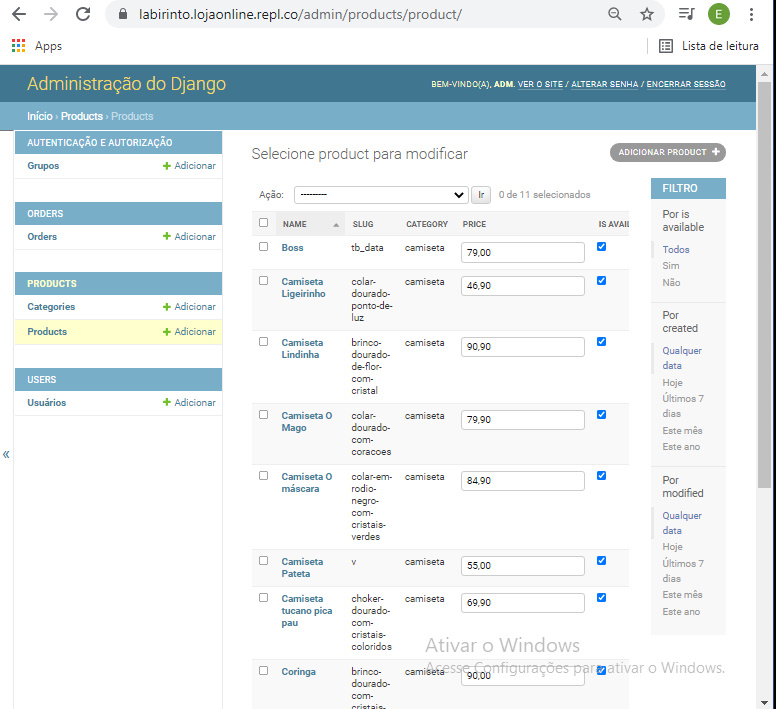 labirinto.lojaonline.repl.co/admin/products/product/
E
Apps
Lista de leitura
Administração do Django
BEM-VINDO(A), ADM. VER O SITE / ALTERAR SENHA / ENCERRAR SESSÃO
Início › Products › Products
AUTENTICAÇÃO E AUTORIZAÇÃO
Grupos + Adicionar
ORDERS
Orders + Adicionar
PRODUCTS
Categories + Adicionar
Products + Adicionar
USERS
Usuários + Adicionar
«
Selecione product para modificar
ADICIONAR PRODUCT +
Ação: --------- Ir 0 de 11 selecionados
NAME SLUG CATEGORY PRICE IS AVAI
Boss tb_data camiseta 79,00
Camiseta Ligeirinho
colar-
dourado-
ponto-de-
luz
camiseta 46,90
Camiseta
Lindinha
brinco-
dourado-
de-flor-
com-
cristal
camiseta 90,90
Camiseta O
Mago
colar-
dourado-
com-
coracoes
camiseta 79,90
Camiseta O
máscara
colar-em-
rodio-
negro-
com-
cristais-
verdes
camiseta 84,90
Camiseta
Pateta
v camiseta 55,00
Camiseta
tucano pica
pau
choker-
dourado-
com-
cristais-
coloridos
camiseta 69,90
Coringa
brinco-
dourado-
com-
cristais-
camiseta 90,00
FILTRO
Por is
available
Todos
Sim
Não
Por
created
Qualquer
data
Hoje
Últimos 7
dias
Este mês
Este ano
Por
modified
Qualquer
data
Hoje
Últimos 7
dias
Este mês
Este ano
Ativar o Windows
Acesse Configurações para ativar o Windows.